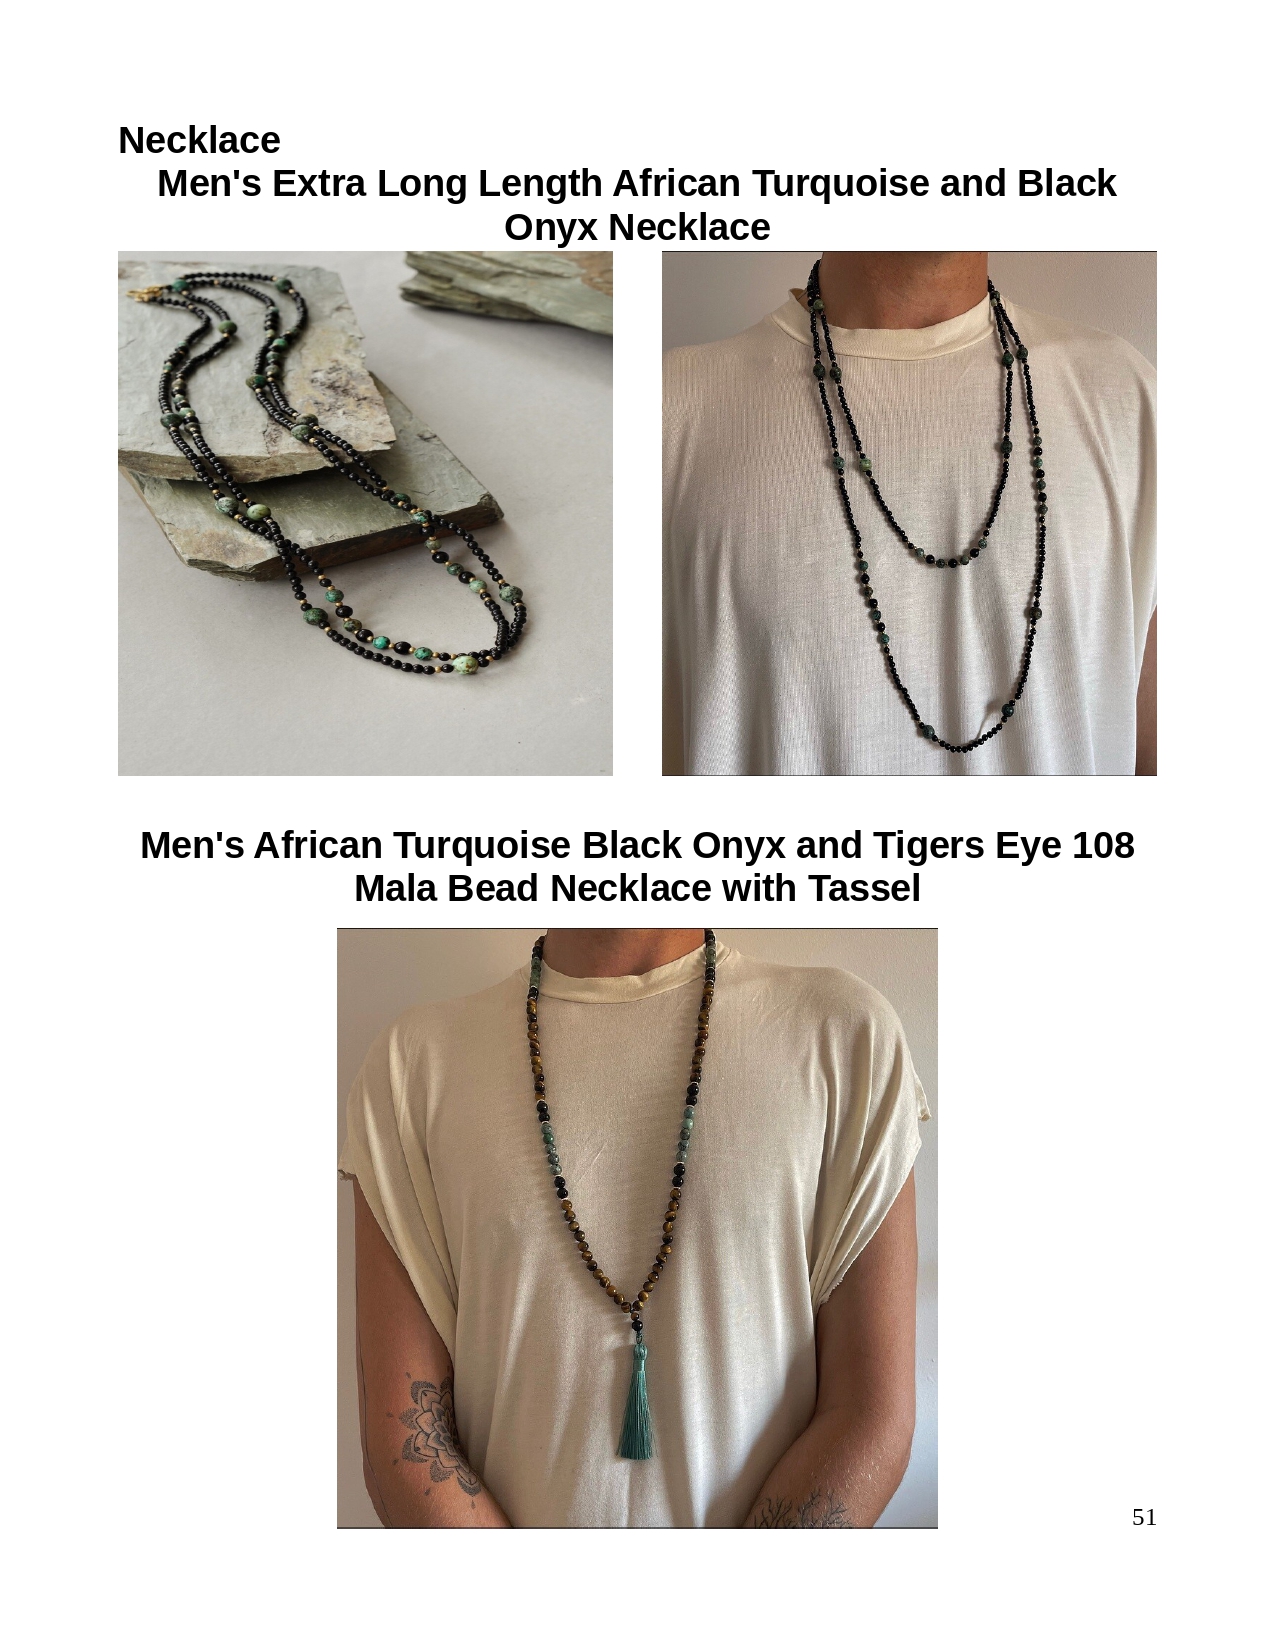 Necklace
Men's Extra Long Length African Turquoise and Black
Onyx Necklace
Men's African Turquoise Black Onyx and Tigers Eye 108
Mala Bead Necklace with Tassel
51